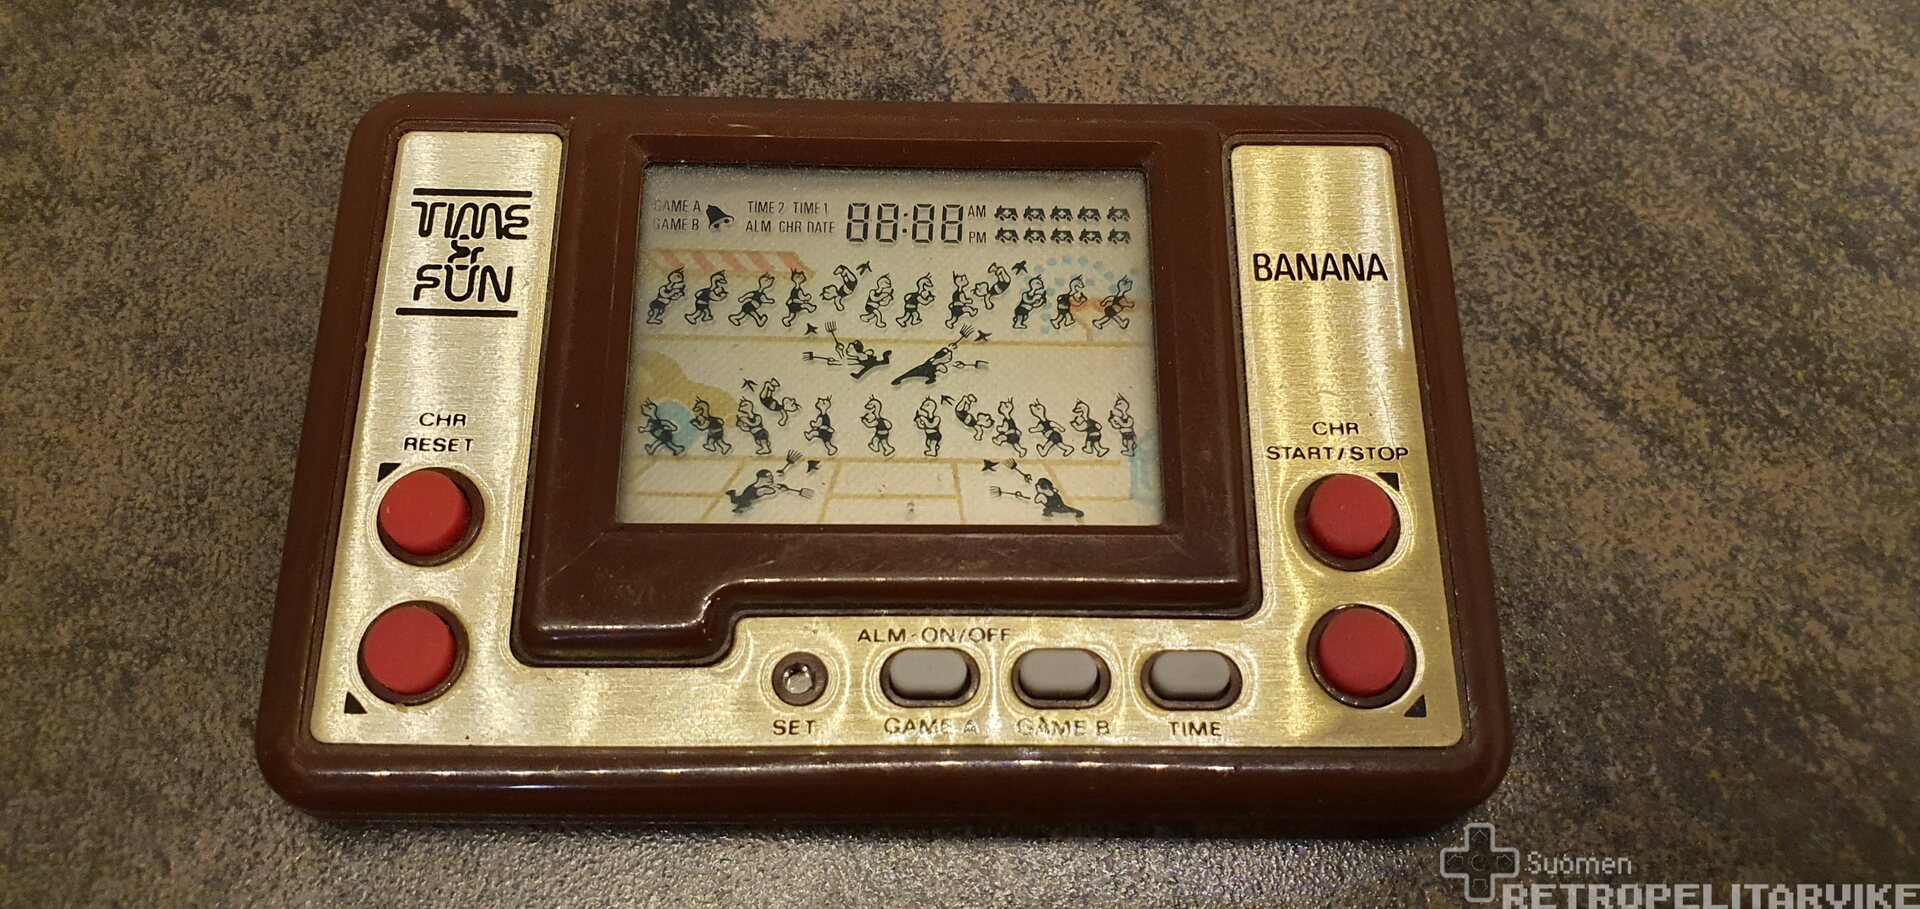 TIME
&
FUN
GAME A
GAME B
TIME 2 TIME 1
ALM CHR DATE
88:88
AM
PM
BANANA
CHR
RESET
CHR
START/STOP
ALM-ON/OFF
SET
GAME A
GAME B
TIME
Suomen
RETROPELITARVIKE